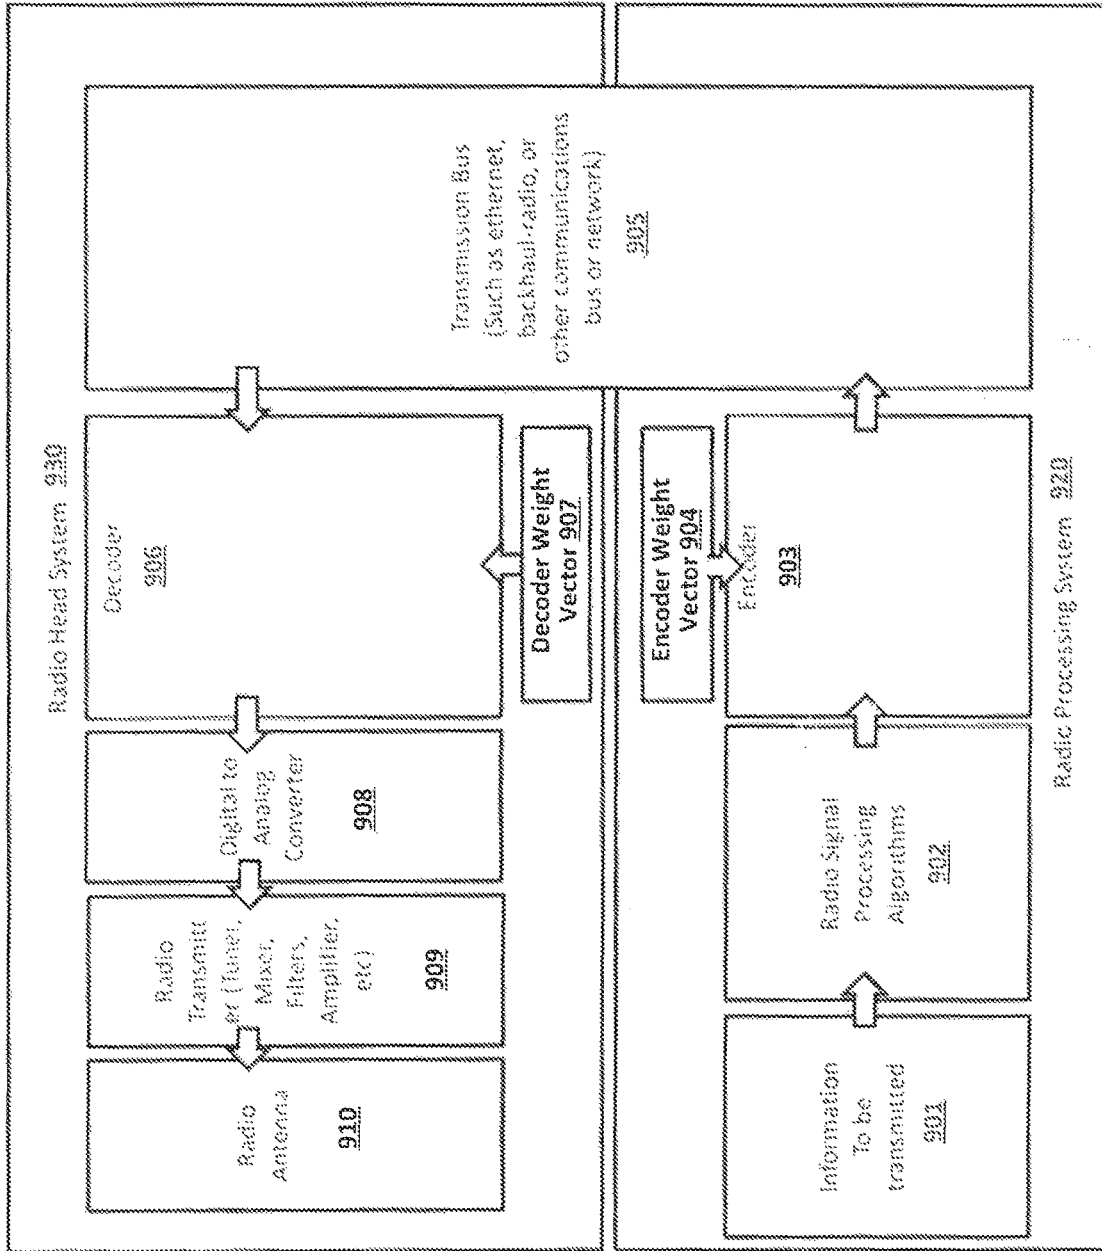 Radio Head System 930
Radio
Antenna
910
Radio
Transmitt
er (Tuner,
Mixer,
Filters,
Amplifier,
etc)
909
Digital to
Analog
Converter
908
Decoder
906
Decoder Weight
Vector 907
Transmission Bus
(Such as ethernet,
backhaul-radio, or
other communications
bus or network)
905
Encoder Weight
Vector 904
Information
To be
transmitted
901
Radio Signal
Processing
Algorithms
902
Encoder
903
Radio Processing System 920